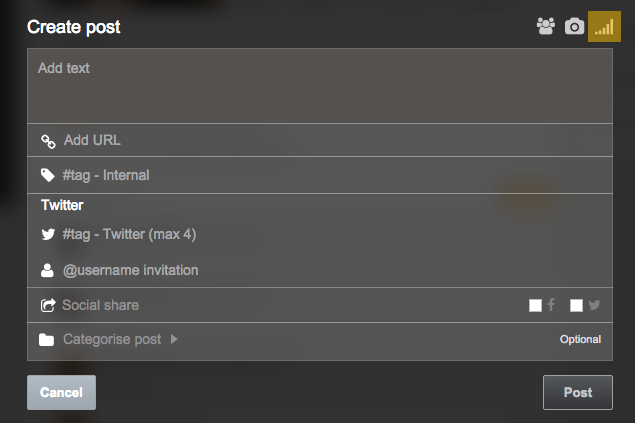 Create post
Add text
Add URL
#tag - Internal
Twitter
#tag - Twitter (max 4)
@username invitation
Social share
Categorise post
Optional
Cancel
Post